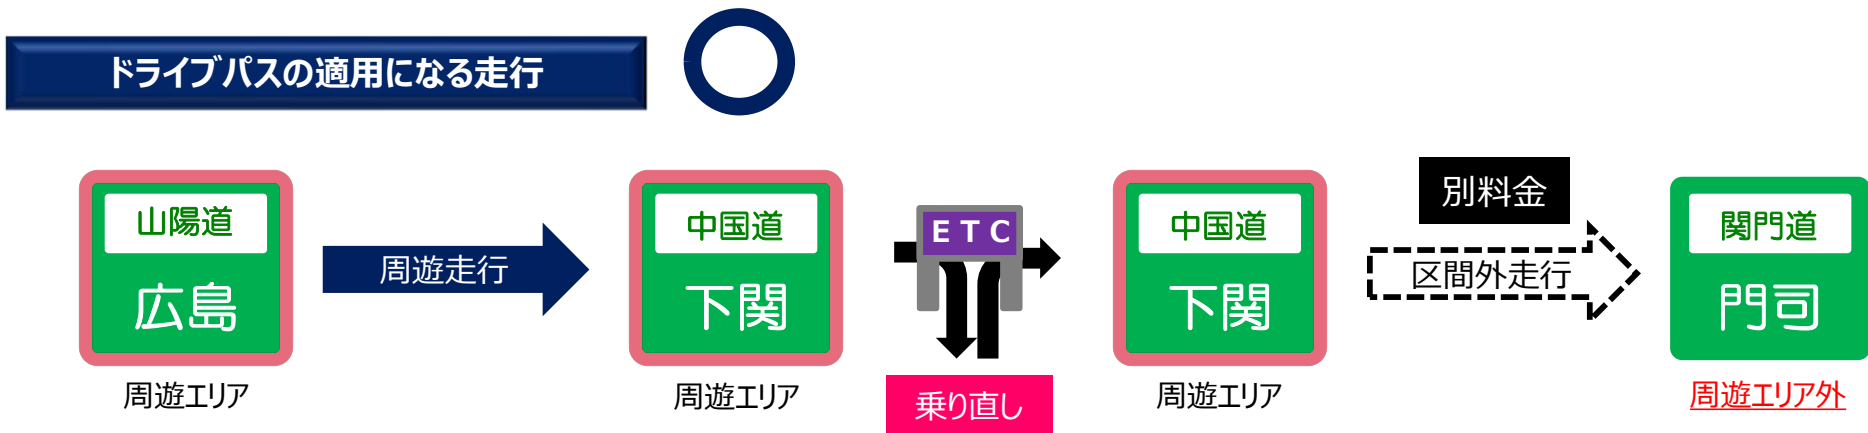 ドライブパスの適用になる走行
山陽道
広島
周遊エリア
周遊走行
中国道
下関
周遊エリア
ETC
乗り直し
中国道
下関
周遊エリア
別料金
区間外走行
関門道
門司
周遊エリア外